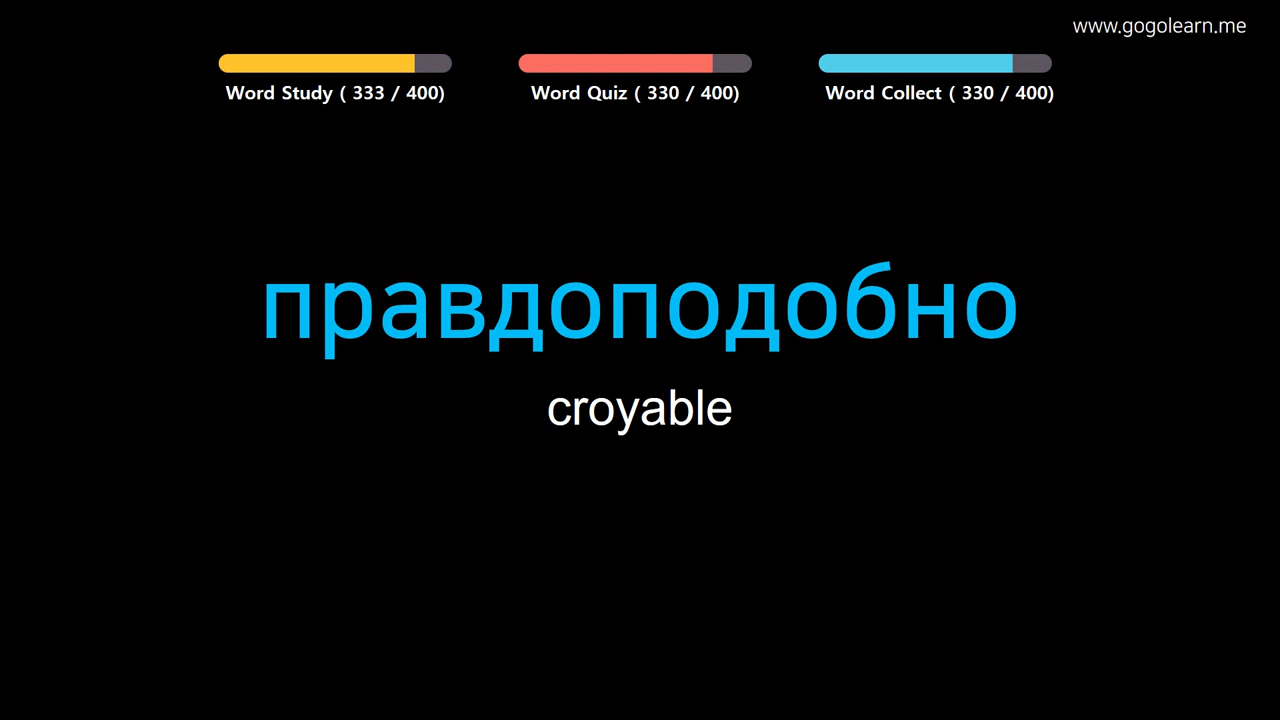 www.gogolearn.me
Word Study ( 333 / 400)
Word Quiz ( 330 / 400)
Word Collect ( 330 / 400)
правдоподобно
croyable